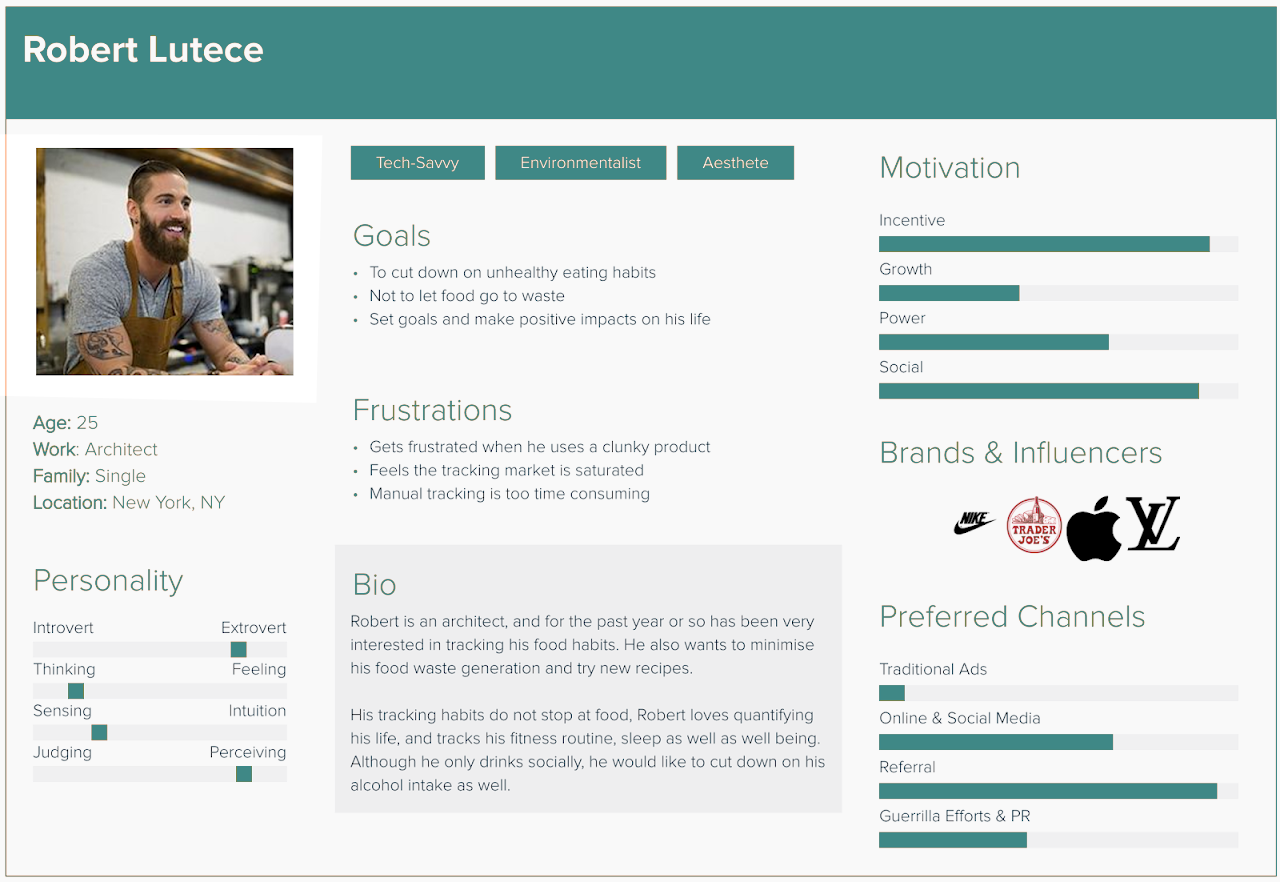 Robert Lutece
Age: 25
Work: Architect
Family: Single
Location: New York, NY
Personality
Introvert Extrovert
Thinking Feeling
Sensing Intuition
Judging Perceiving
Tech-Savvy Environmentalist Aesthete
Goals
• To cut down on unhealthy eating habits
• Not to let food go to waste
• Set goals and make positive impacts on his life
Frustrations
• Gets frustrated when he uses a clunky product
• Feels the tracking market is saturated
• Manual tracking is too time consuming
Bio
Robert is an architect, and for the past year or so has been very
interested in tracking his food habits. He also wants to minimise
his food waste generation and try new recipes.
His tracking habits do not stop at food, Robert loves quantifying
his life, and tracks his fitness routine, sleep as well as well being.
Although he only drinks socially, he would like to cut down on his
alcohol intake as well.
Motivation
Incentive
Growth
Power
Social
Brands & Influencers
NIKE
TRADER
JOE'S
LV
Preferred Channels
Traditional Ads
Online & Social Media
Referral
Guerrilla Efforts & PR